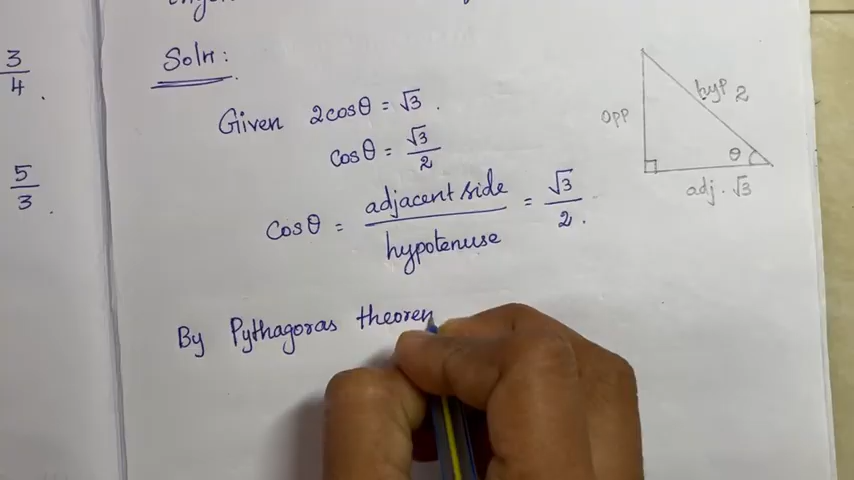 3/4.
5/3.
Soln:
Given 2cosθ = √3.
cosθ = √3/2
cosθ = adjacent side/hypotenuse = √3/2.
By Pythagoras theorem
opp
hyp 2
θ
adj. √3